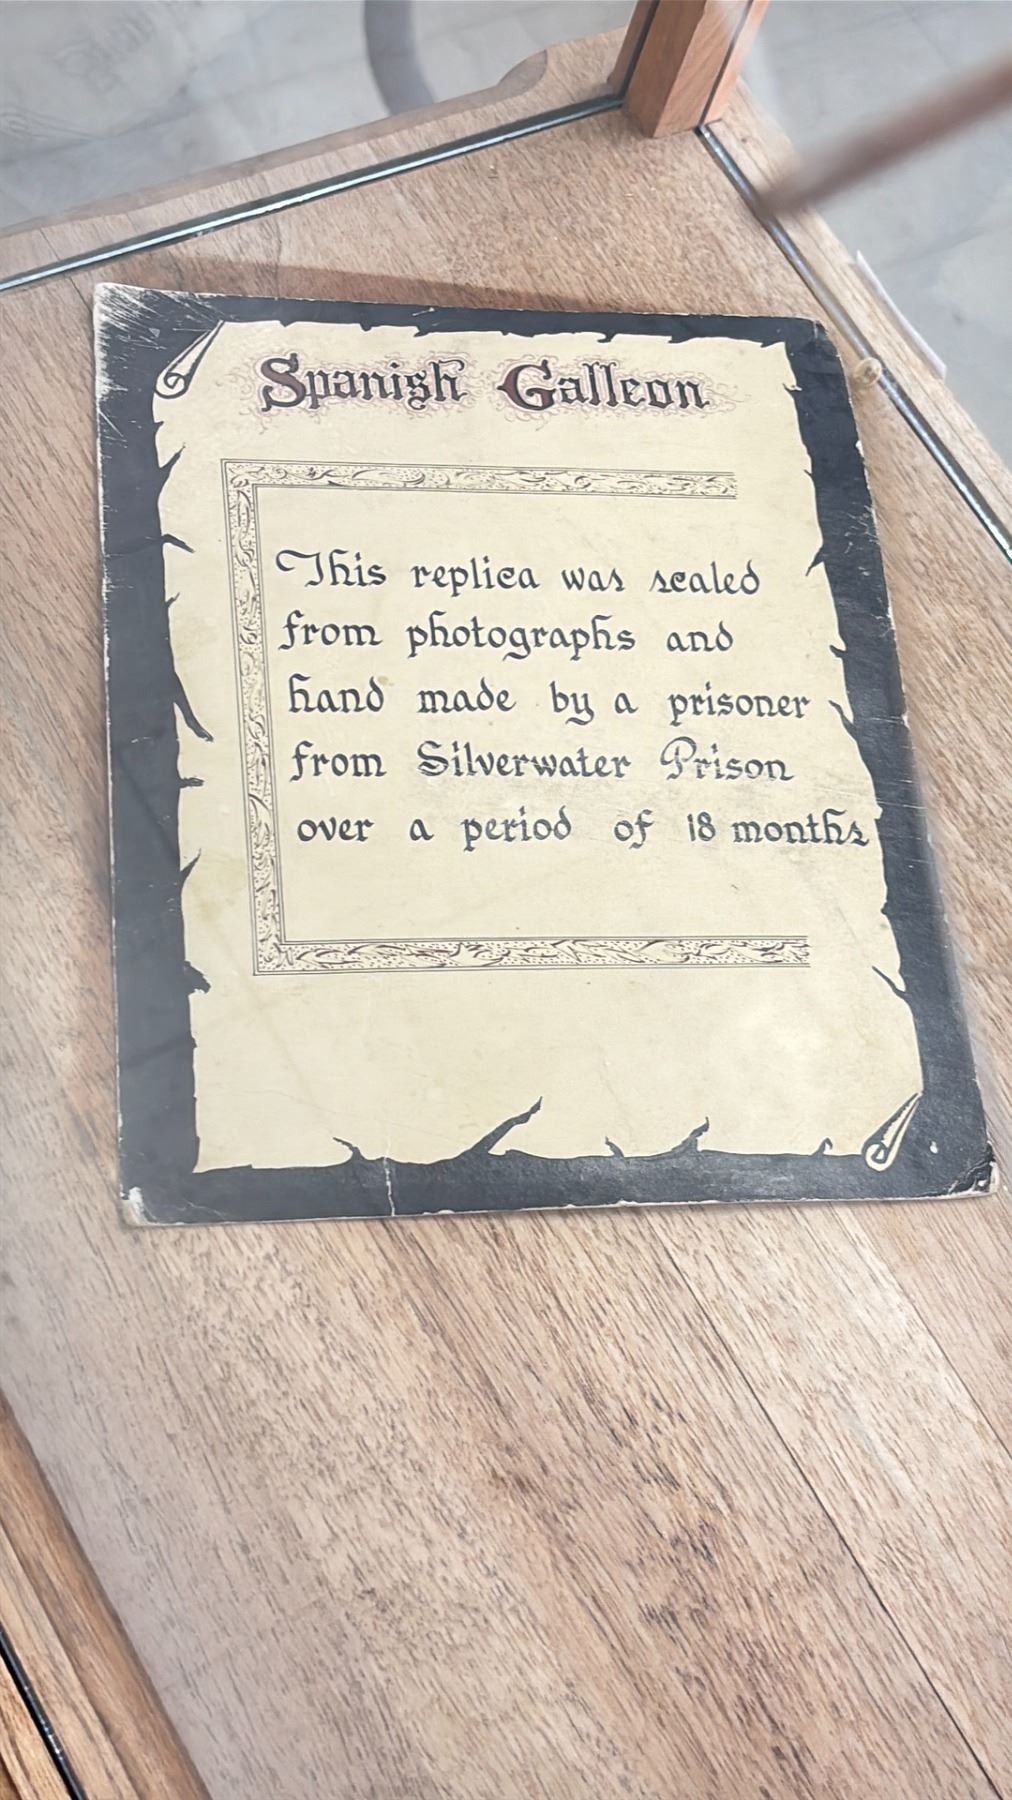 Spanish Galleon
This replica was scaled
from photographs and
hand made by a prisoner
from Silverwater Prison
over a period of 18 months